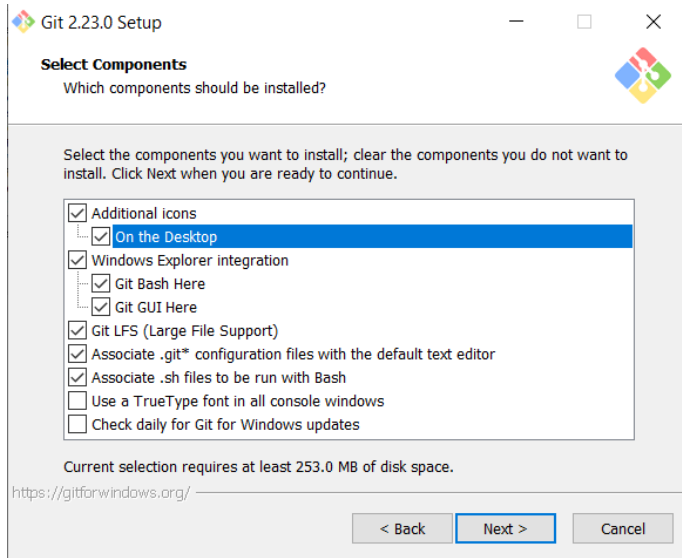 Git 2.23.0 Setup
Select Components
Which components should be installed?
Select the components you want to install; clear the components you do not want to
install. Click Next when you are ready to continue.
Additional icons
On the Desktop
Windows Explorer integration
Git Bash Here
Git GUI Here
Git LFS (Large File Support)
Associate .git* configuration files with the default text editor
Associate .sh files to be run with Bash
Use a TrueType font in all console windows
Check daily for Git for Windows updates
Current selection requires at least 253.0 MB of disk space.
https://gitforwindows.org/
< Back Next > Cancel